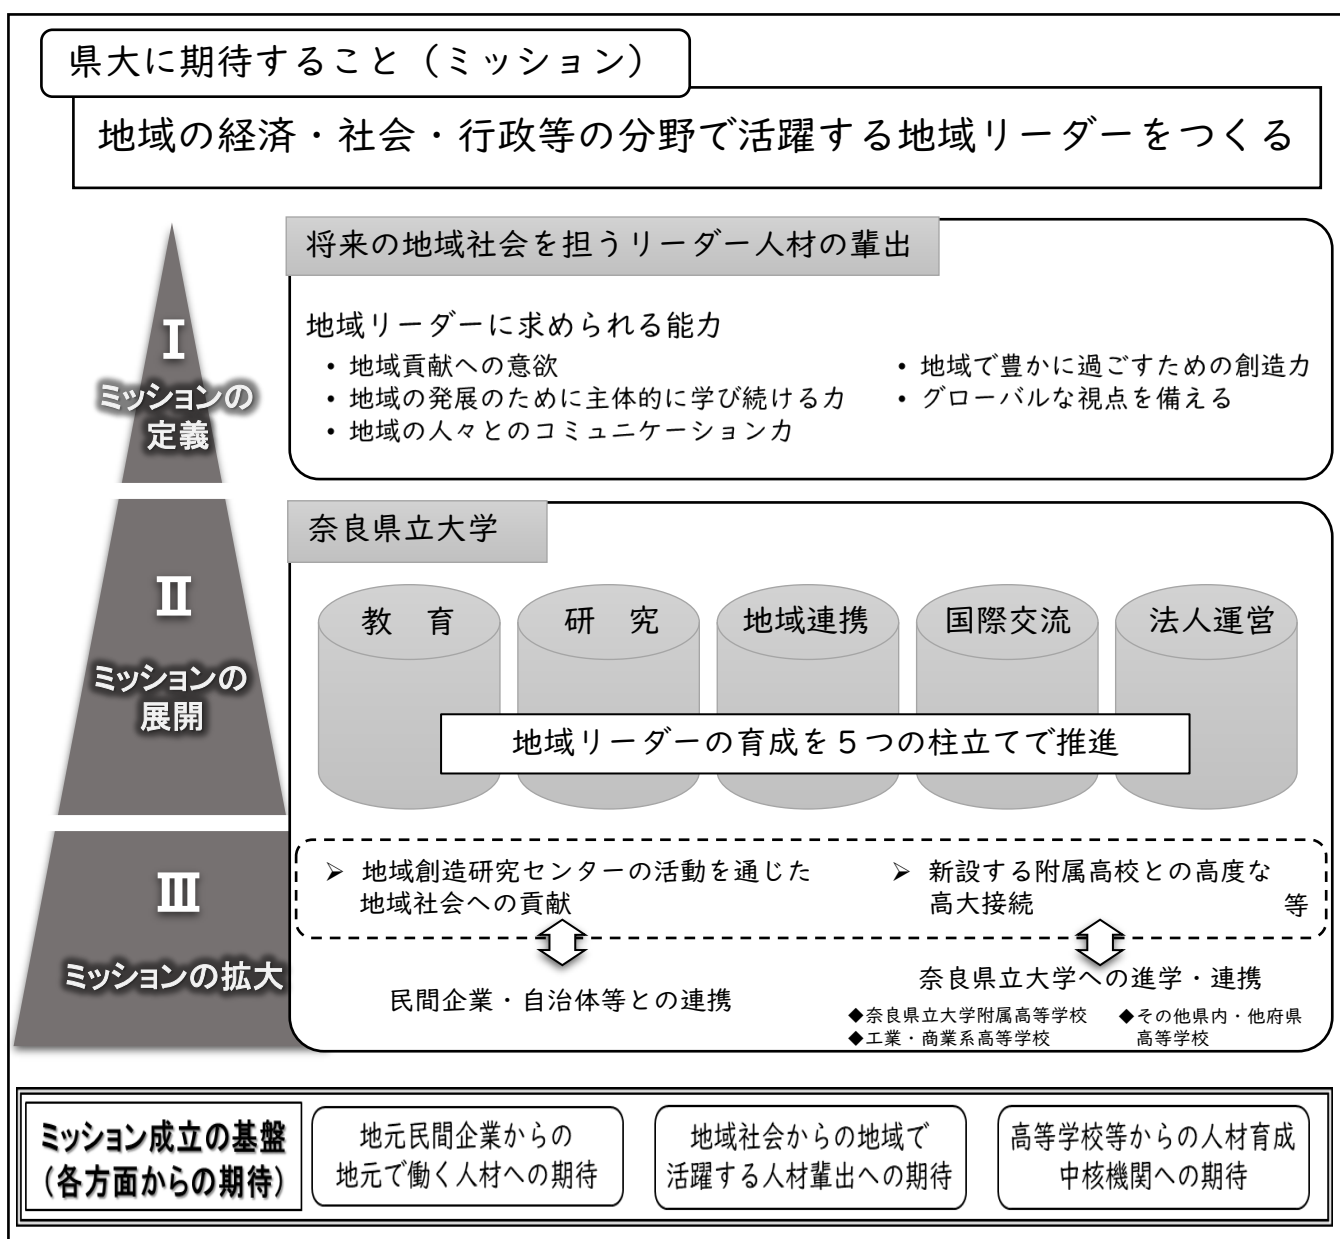 県大に期待すること（ミッション）
地域の経済・社会・行政等の分野で活躍する地域リーダーをつくる
Ⅰ
ミッションの
定義
将来の地域社会を担うリーダー人材の輩出
地域リーダーに求められる能力
• 地域貢献への意欲
• 地域の発展のために主体的に学び続ける力
• 地域の人々とのコミュニケーション力
• 地域で豊かに過ごすための創造力
• グローバルな視点を備える
Ⅱ
ミッションの
展開
奈良県立大学
教　育
研　究
地域連携
国際交流
法人運営
地域リーダーの育成を５つの柱立てで推進
Ⅲ
ミッションの拡大
➢ 地域創造研究センターの活動を通じた
地域社会への貢献
➢ 新設する附属高校との高度な
高大接続
等
民間企業・自治体等との連携
奈良県立大学への進学・連携
◆奈良県立大学附属高等学校
◆工業・商業系高等学校
◆その他県内・他府県
高等学校
ミッション成立の基盤
（各方面からの期待）
地元民間企業からの
地元で働く人材への期待
地域社会からの地域で
活躍する人材輩出への期待
高等学校等からの人材育成
中核機関への期待